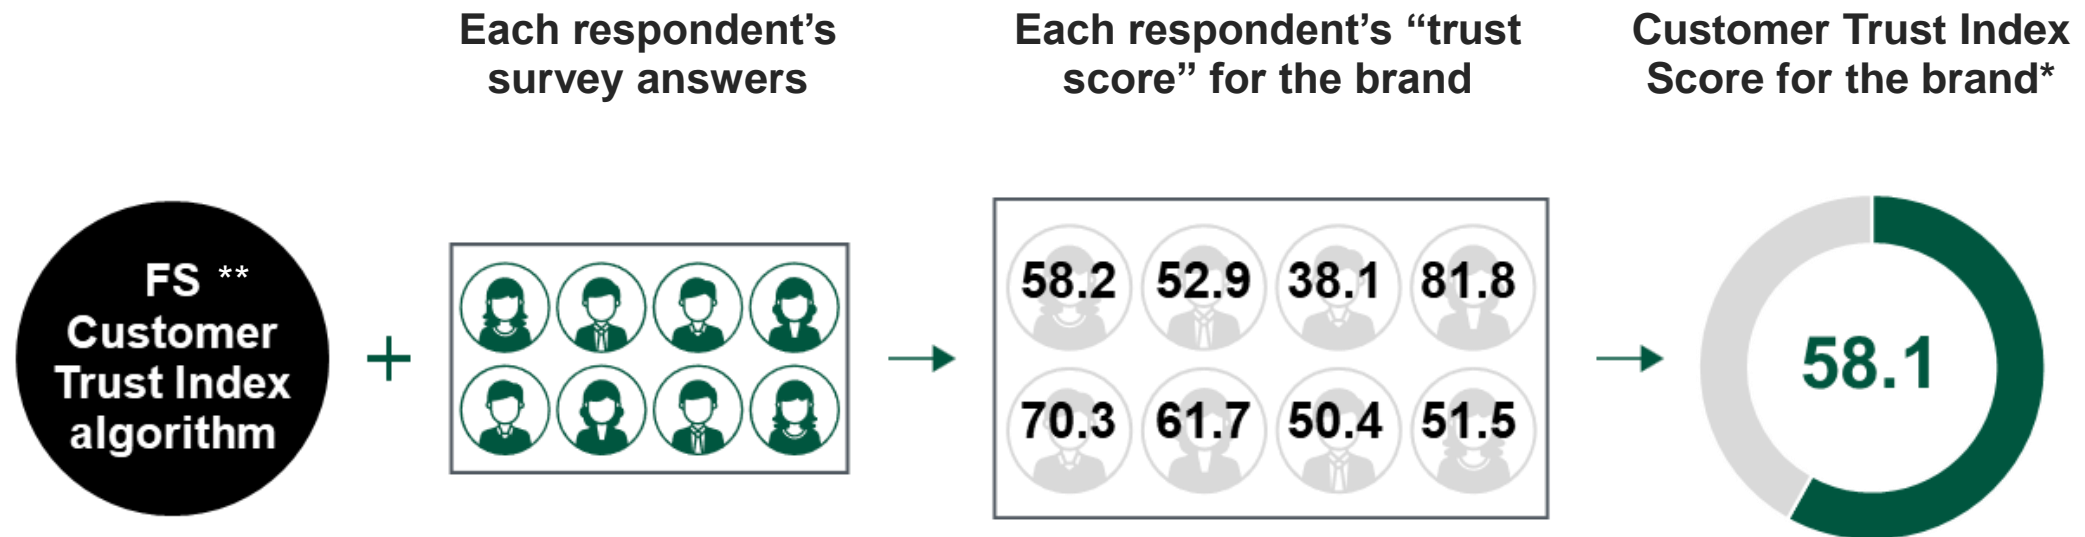 Each respondent’s
survey answers
Each respondent’s “trust
score” for the brand
Customer Trust Index
Score for the brand*
FS **
Customer
Trust Index
algorithm
+
58.2 52.9 38.1 81.8
70.3 61.7 50.4 51.5
58.1